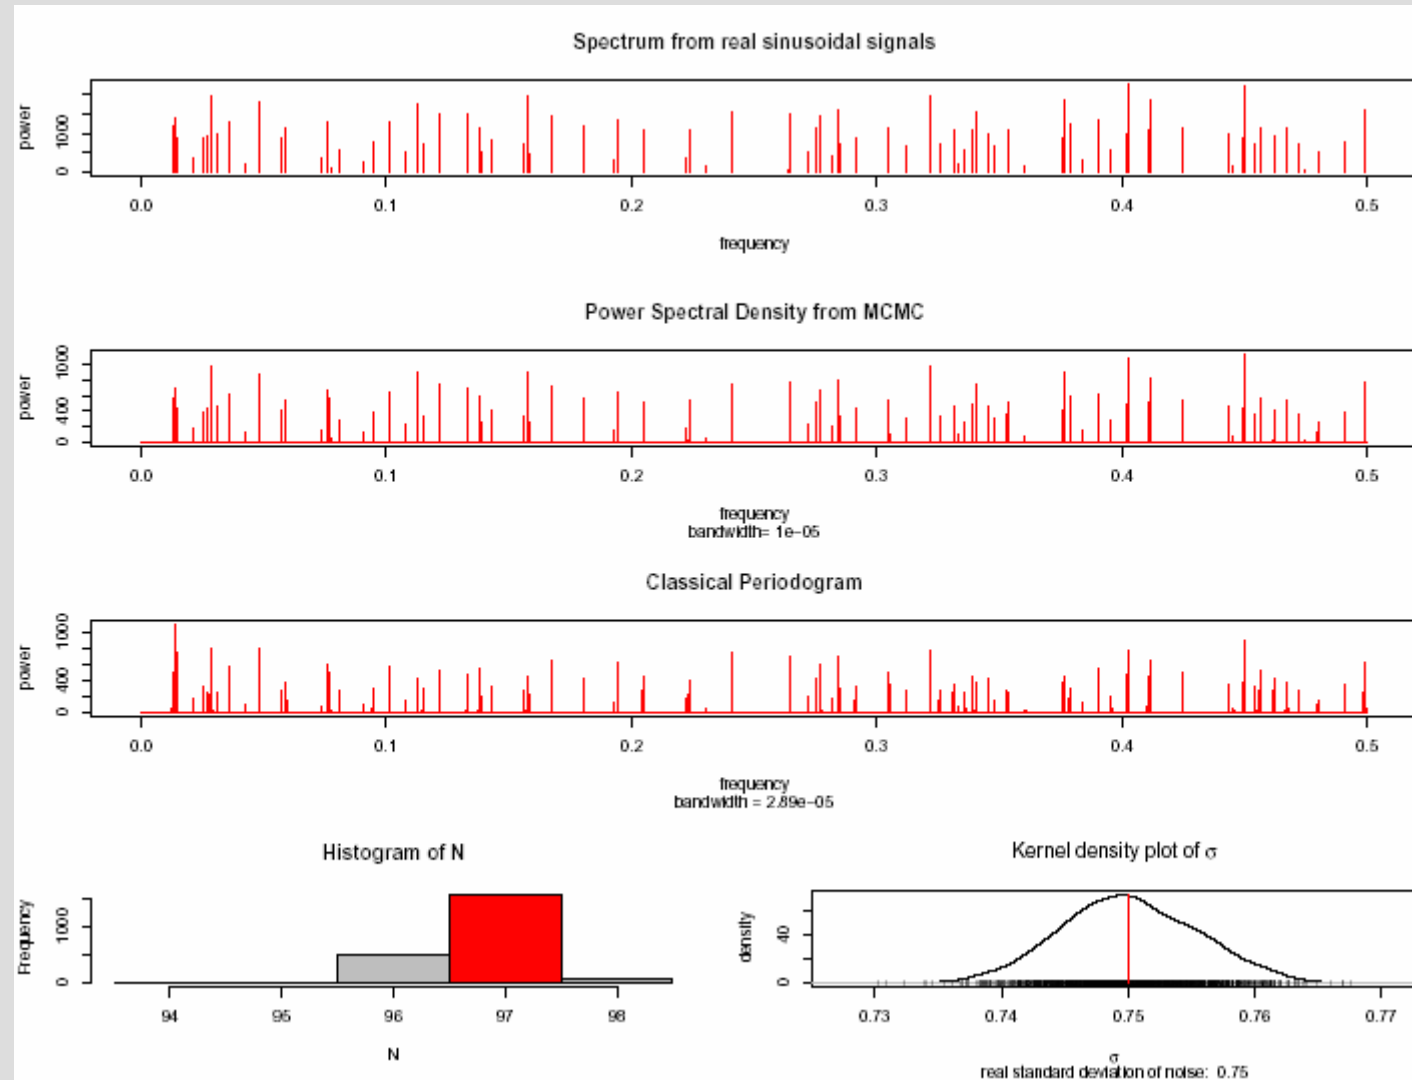 Spectrum from real sinusoidal signals
power
1000
0
0.0 0.1 0.2 0.3 0.4 0.5
frequency
Power Spectral Density from MCMC
power
1000
400
0
0.0 0.1 0.2 0.3 0.4 0.5
frequency
bandwidth= 1e-05
Classical Periodogram
power
1000
400
0
0.0 0.1 0.2 0.3 0.4 0.5
frequency
bandwidth = 2.89e-05
Histogram of N
Frequency
1000
0
94 95 96 97 98
N
Kernel density plot of σ
density
40
0
0.73 0.74 0.75 0.76 0.77
σ
real standard deviation of noise: 0.75